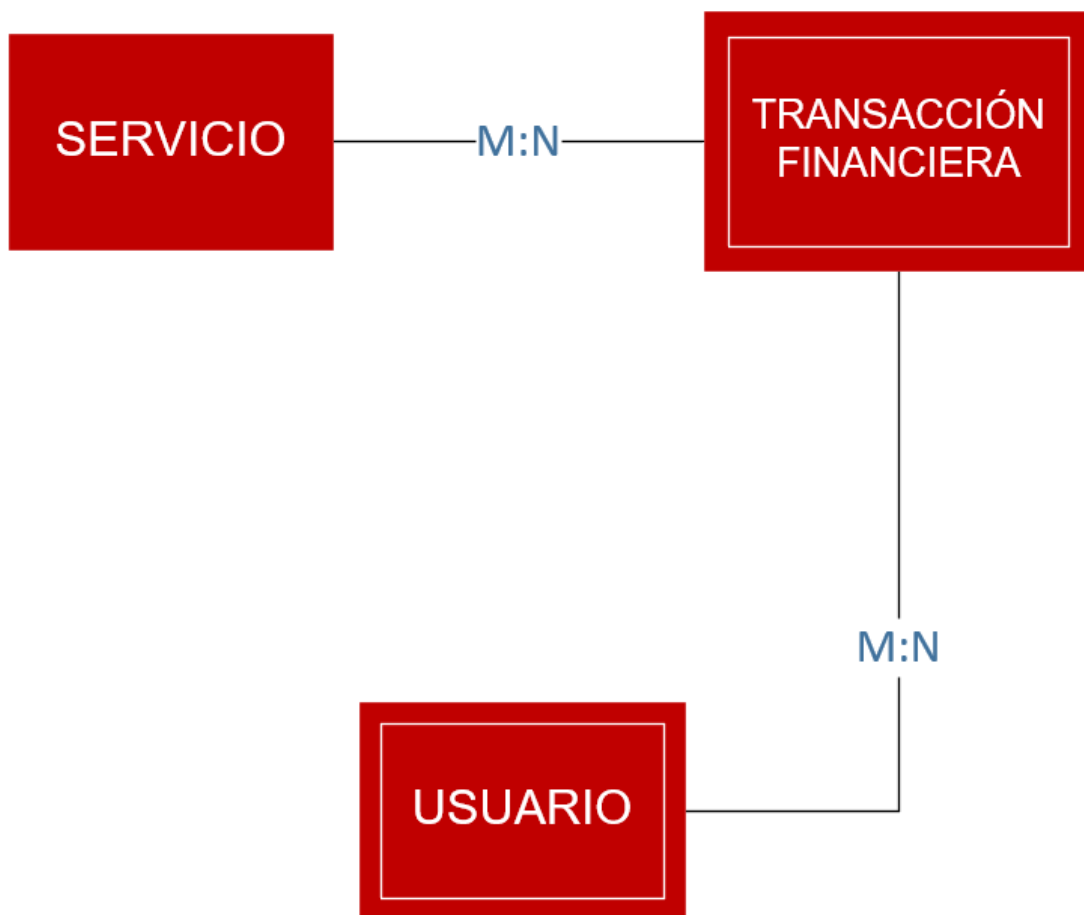 SERVICIO
M:N
TRANSACCIÓN
FINANCIERA
M:N
USUARIO